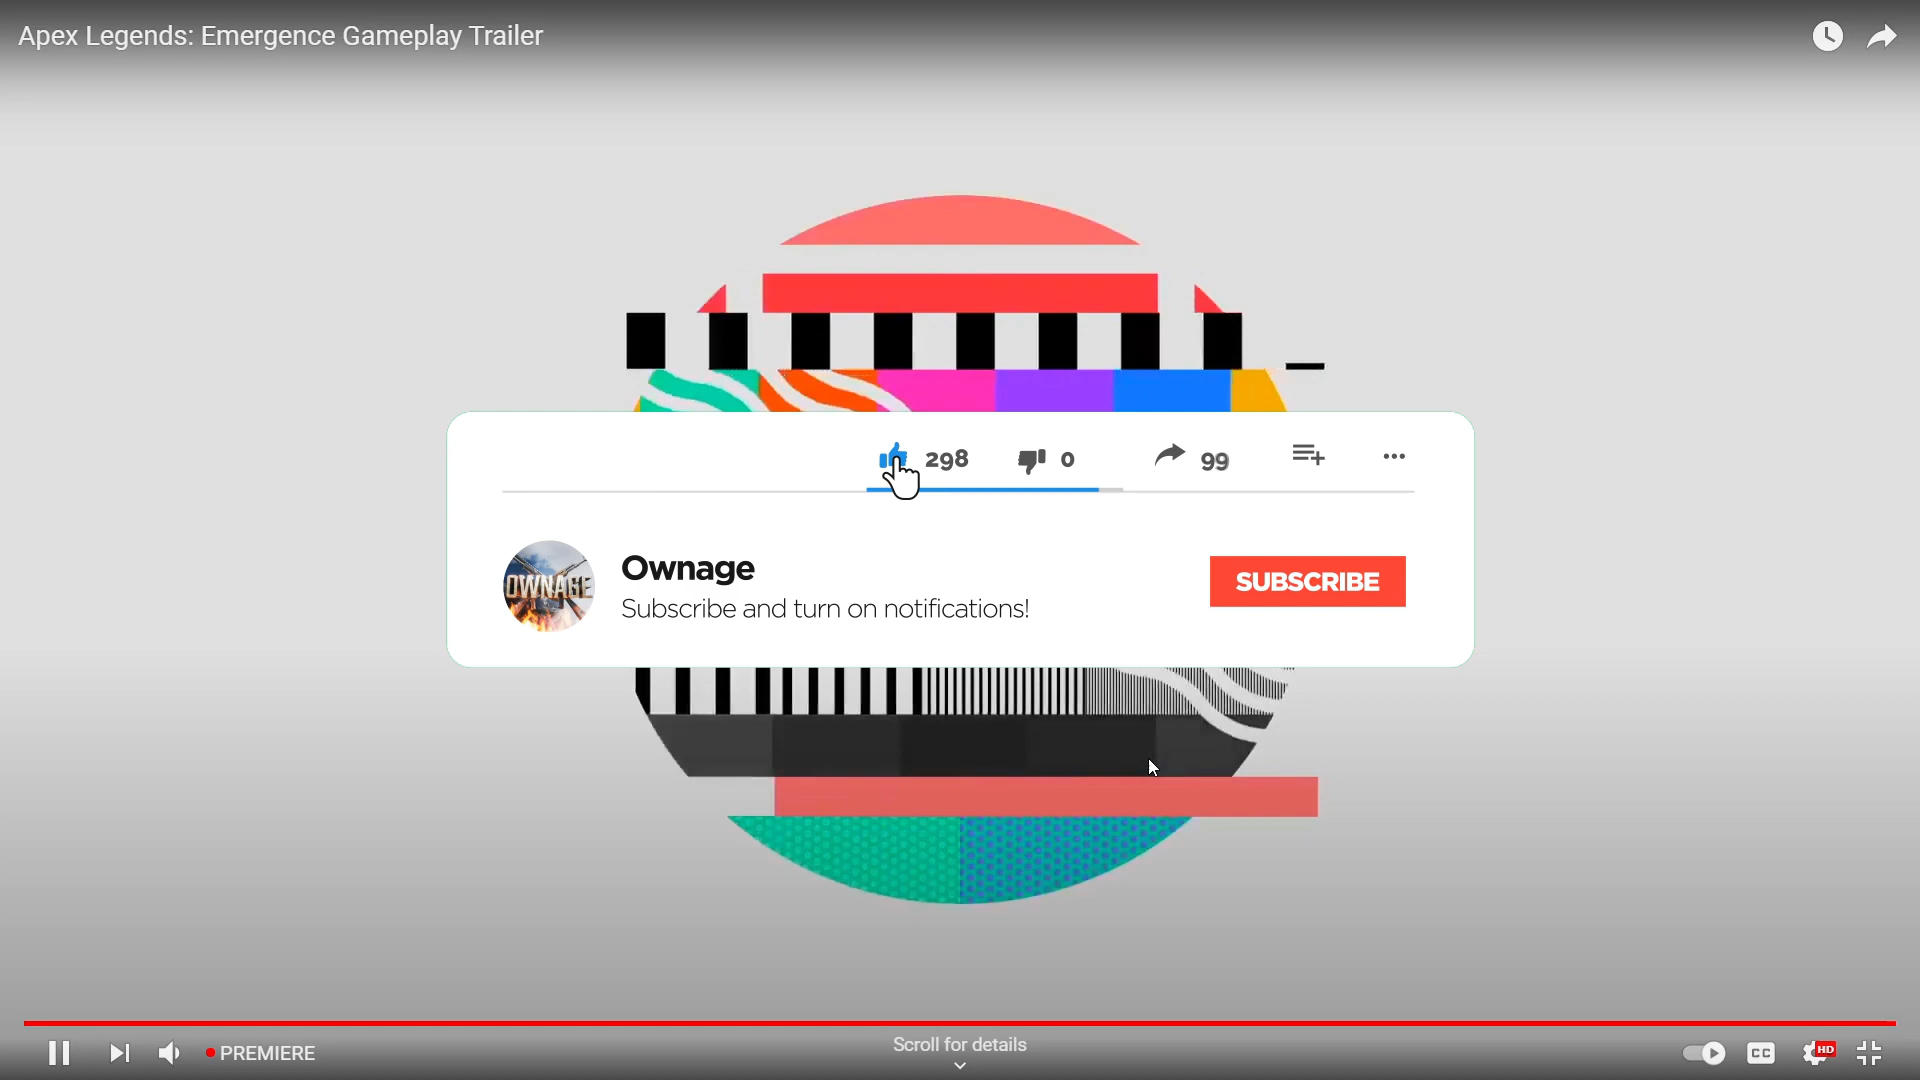 Apex Legends: Emergence Gameplay Trailer
298 0 99
OWNAGE
Ownage
SUBSCRIBE
Subscribe and turn on notifications!
Scroll for details
PREMIERE
CC
HD